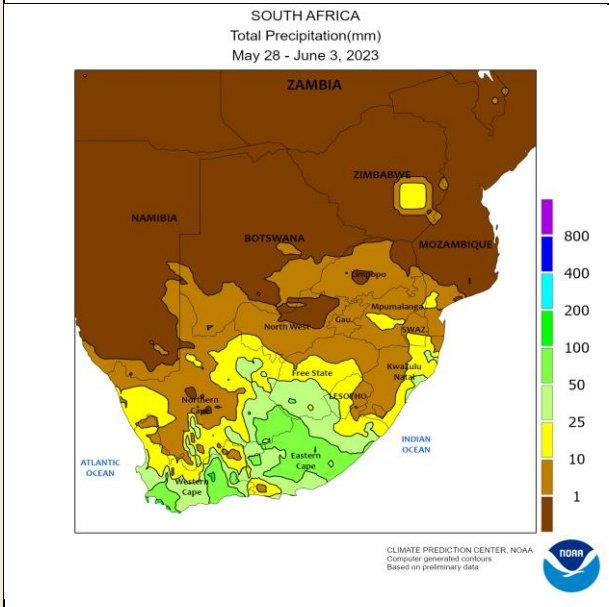 SOUTH AFRICA
Total Precipitation(mm)
May 28 - June 3, 2023
ZAMBIA
ZIMBABWE
NAMIBIA
BOTSWANA
MOZAMBIQUE
Limpopo
Mpumalanga
North West
Gau.
SWAZ.
Free State
KwaZulu
Natal
LESOTHO
Northern
Cape
Eastern
Cape
Western
Cape
ATLANTIC
OCEAN
INDIAN
OCEAN
800
400
200
100
50
25
10
1
CLIMATE PREDICTION CENTER, NOAA
Computer generated contours
Based on preliminary data
NOAA